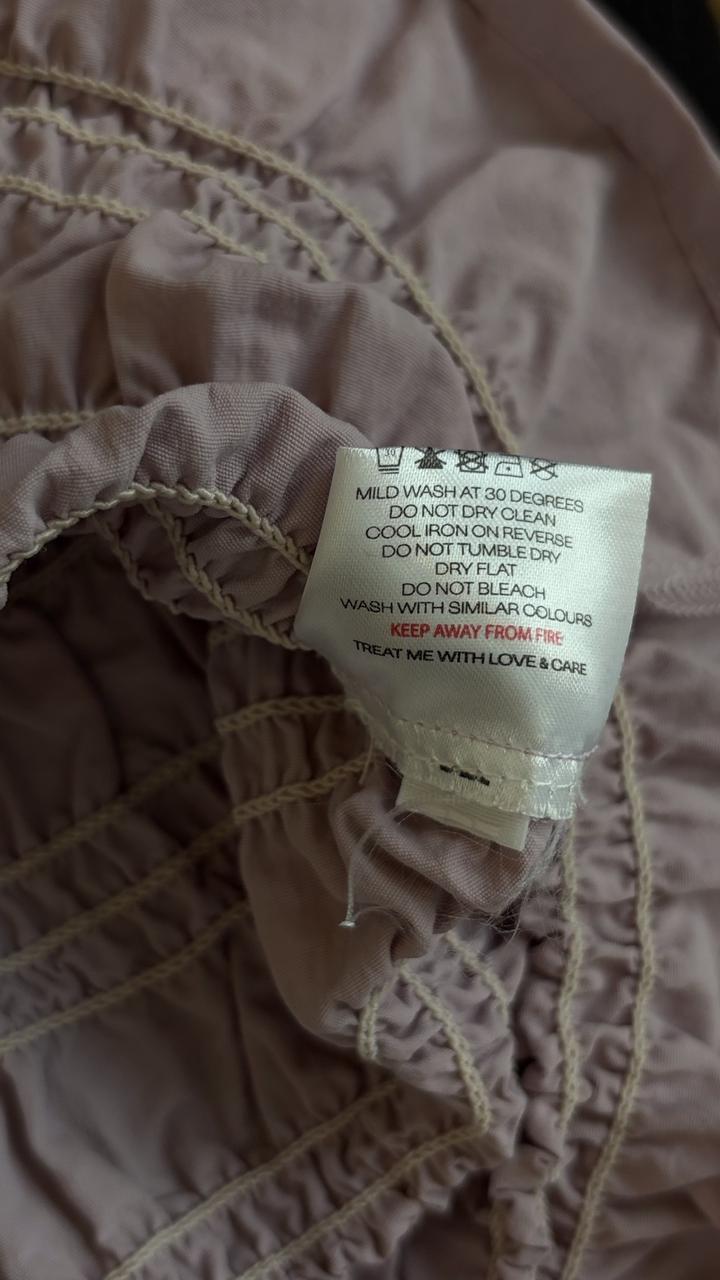 30
MILD WASH AT 30 DEGREES
DO NOT DRY CLEAN
COOL IRON ON REVERSE
DO NOT TUMBLE DRY
DRY FLAT
DO NOT BLEACH
WASH WITH SIMILAR COLOURS
KEEP AWAY FROM FIRE
TREAT ME WITH LOVE & CARE